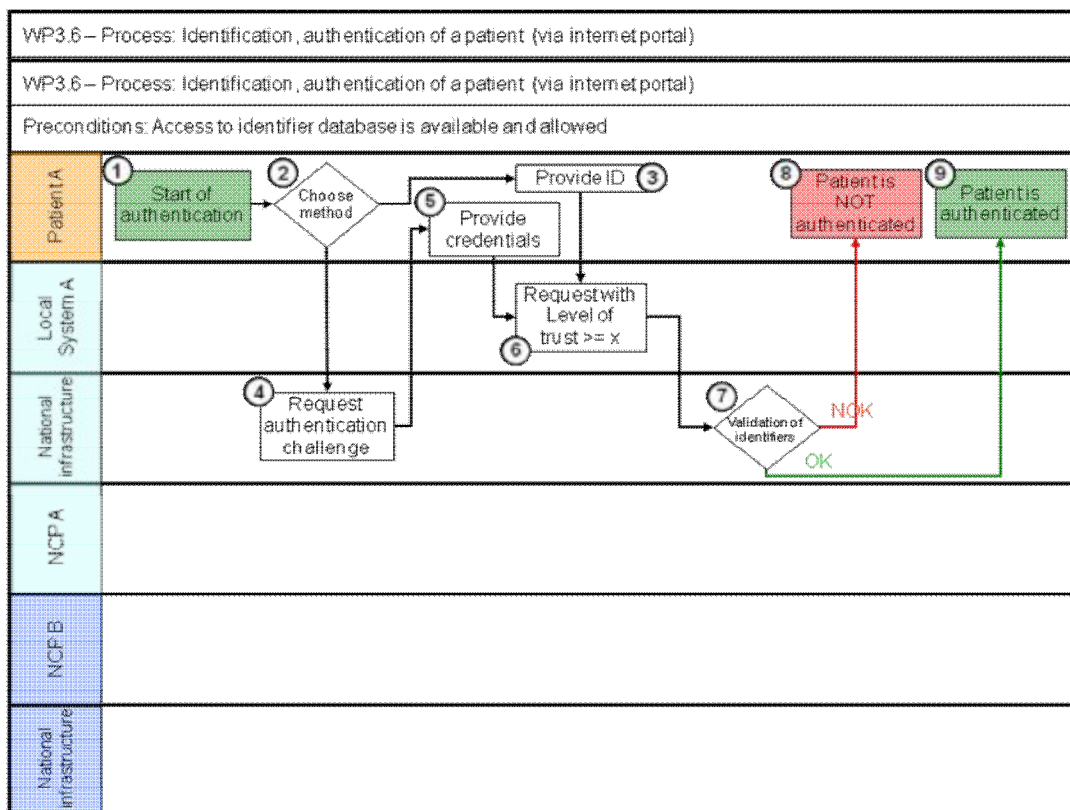 WP3.6 – Process: Identification, authentication of a patient (via internet portal)
WP3.6 – Process: Identification, authentication of a patient (via internet portal)
Preconditions: Access to identifier database is available and allowed
Patient A
1
Start of
authentication
2
Choose
method
Provide ID
3
5
Provide
credentials
8
Patient is
NOT
authenticated
9
Patient is
authenticated
Local
System A
Request with
Level of
trust >= x
6
National
infrastructure
4
Request
authentication
challenge
7
Validation of
identifiers
NOK
OK
NCP A
NCP B
National
infrastructure